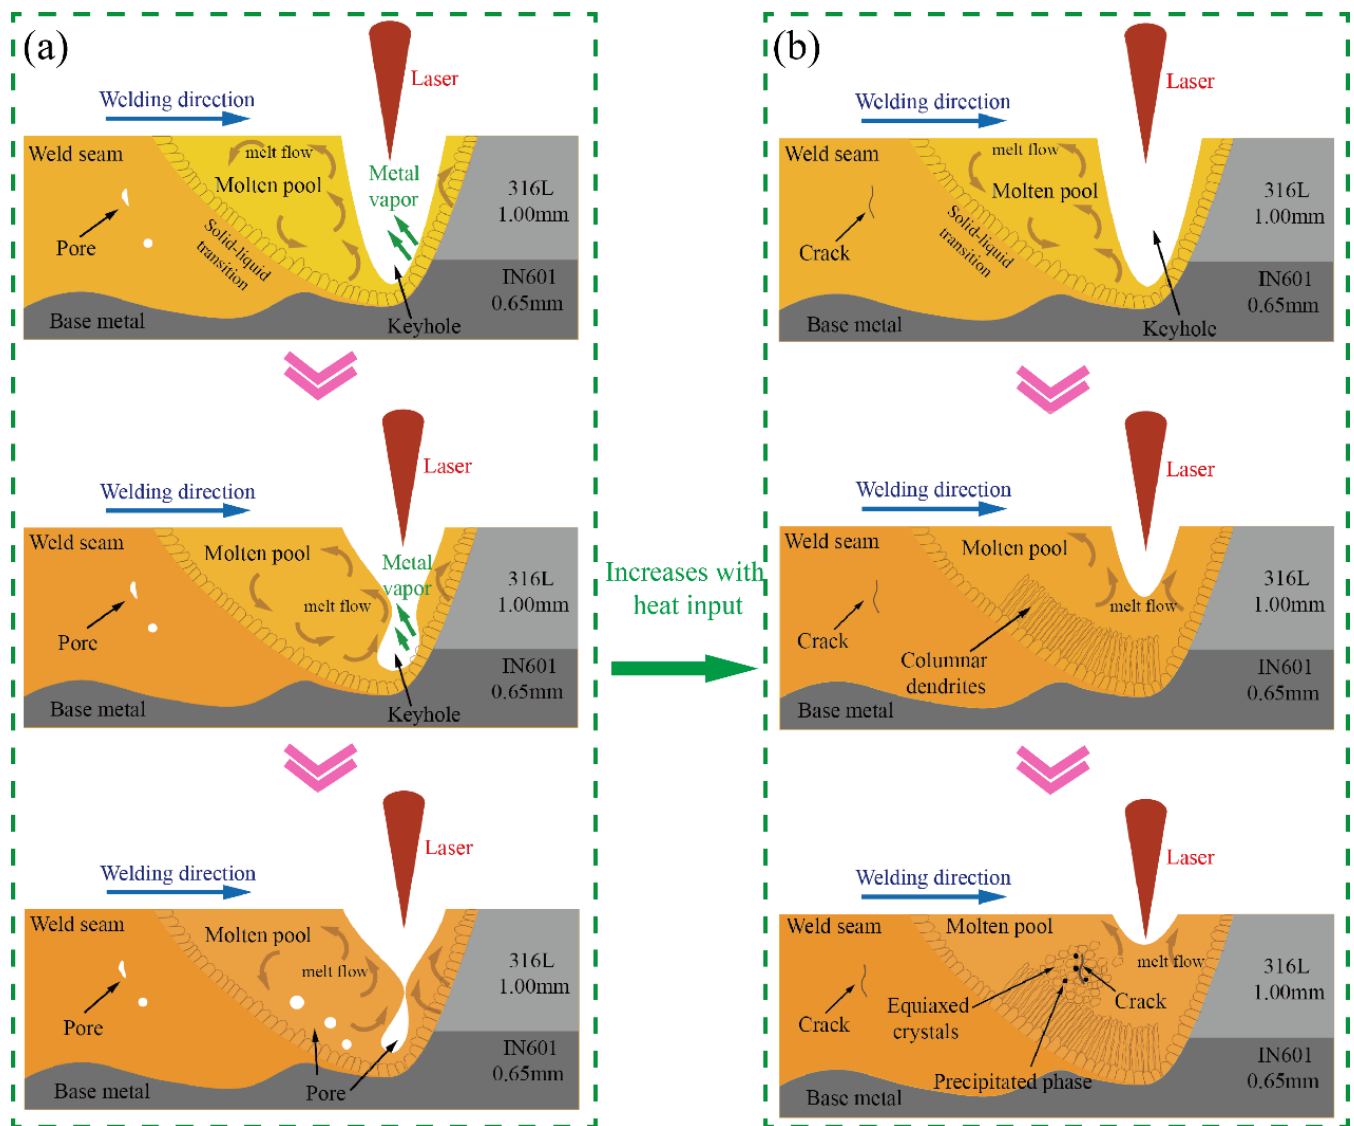 (a)
Laser
Welding direction
Weld seam
melt flow
Molten pool
Metal
vapor
Pore
Solid-liquid
transition
316L
1.00mm
IN601
0.65mm
Base metal
Keyhole
Laser
Welding direction
Weld seam
Molten pool
Metal
vapor
melt flow
Pore
316L
1.00mm
IN601
0.65mm
Base metal
Keyhole
Laser
Welding direction
Weld seam
Molten pool
melt flow
Pore
316L
1.00mm
IN601
0.65mm
Base metal
Pore
Increases with
heat input
(b)
Laser
Welding direction
Weld seam
melt flow
Molten pool
Crack
Solid-liquid
transition
316L
1.00mm
IN601
0.65mm
Base metal
Keyhole
Laser
Welding direction
Weld seam
Molten pool
melt flow
Crack
Columnar
dendrites
316L
1.00mm
IN601
0.65mm
Base metal
Laser
Welding direction
Weld seam
Molten pool
melt flow
Crack
Equiaxed
crystals
Crack
Precipitated phase
316L
1.00mm
IN601
0.65mm
Base metal